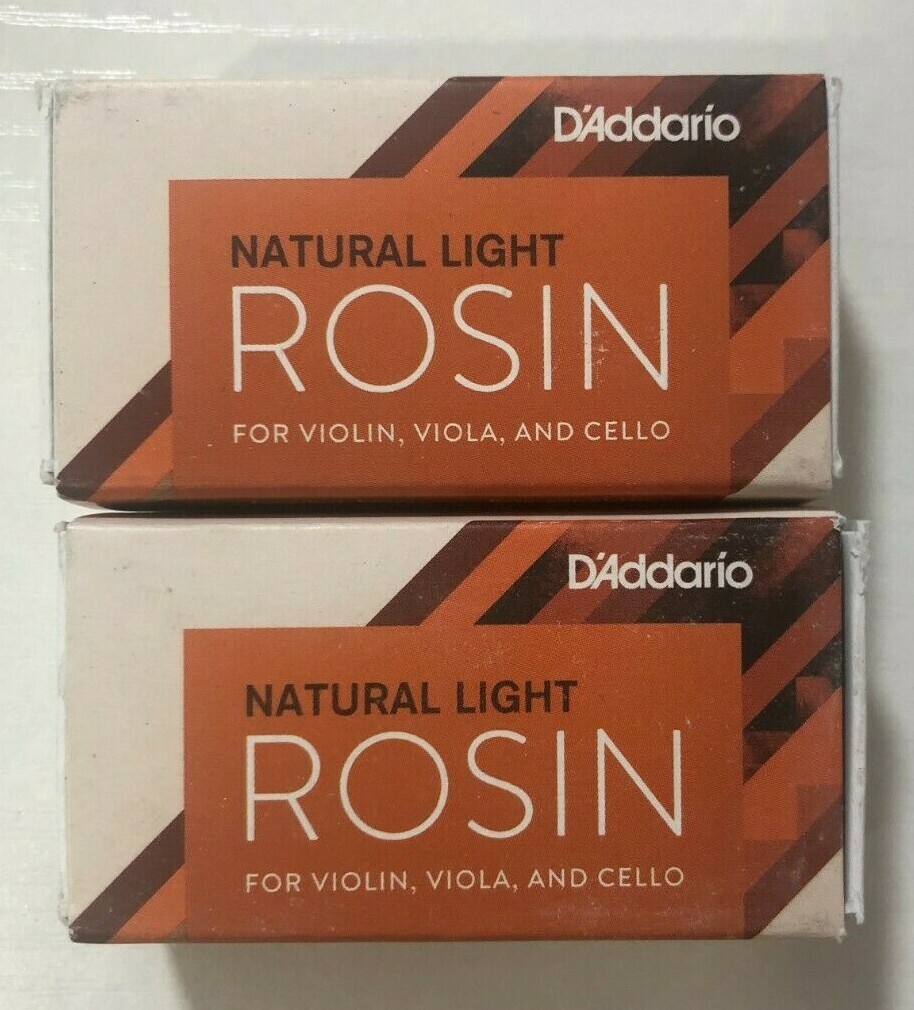 D'Addario
NATURAL LIGHT
ROSIN
FOR VIOLIN, VIOLA, AND CELLO
D'Addario
NATURAL LIGHT
ROSIN
FOR VIOLIN, VIOLA, AND CELLO